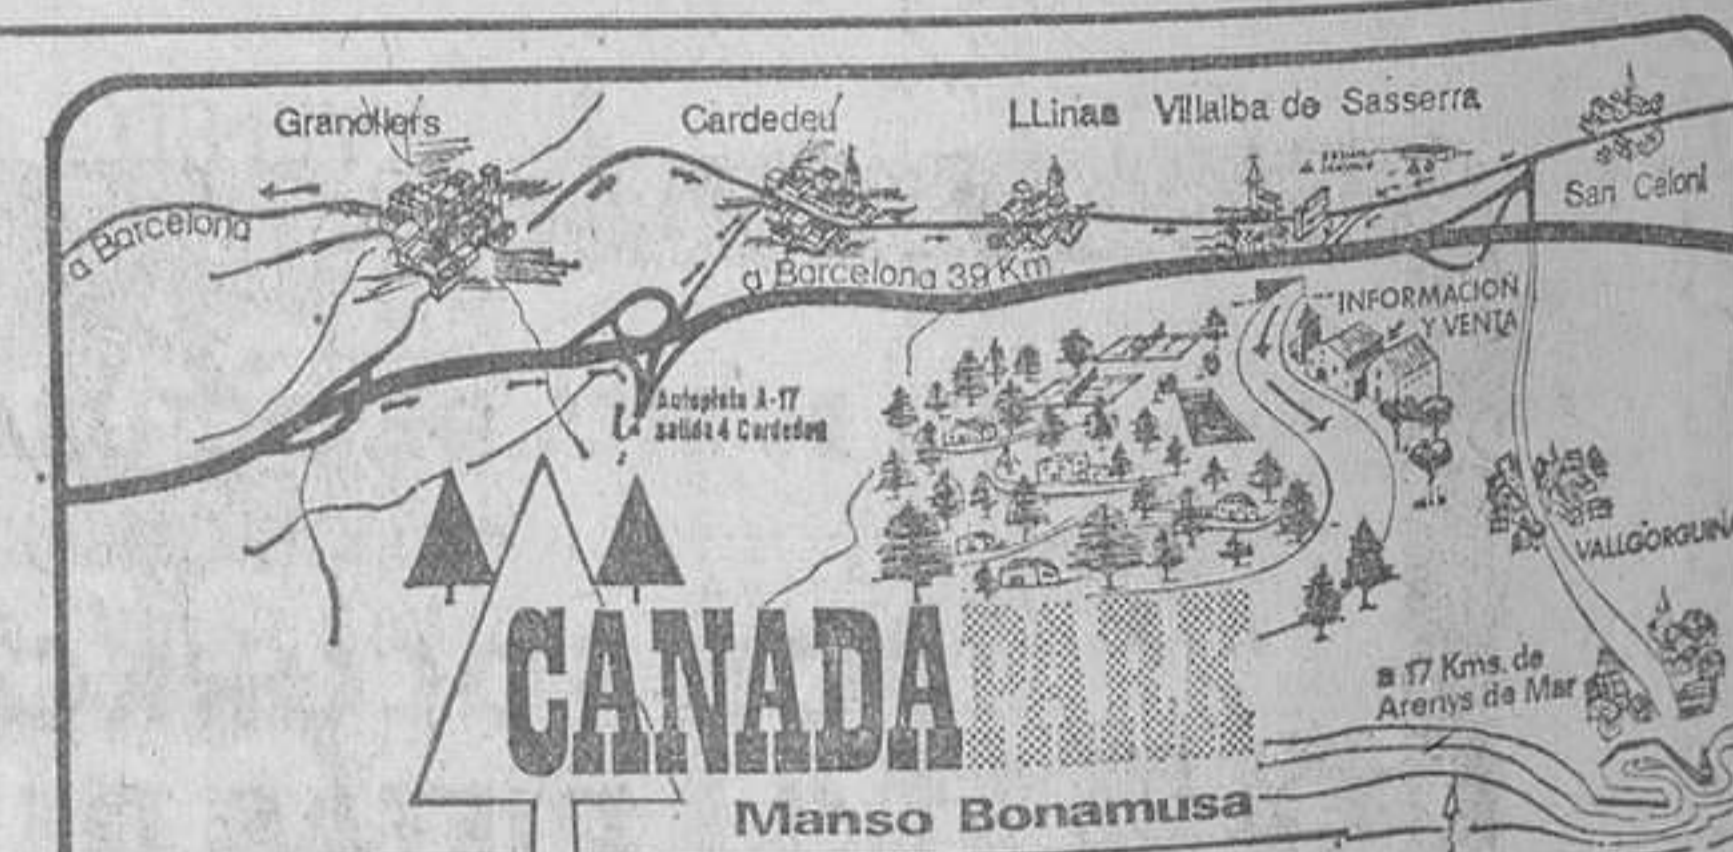 Granollers
Cardedeu
LLinas
Villalba de Sasserra
San Celoni
a Barcelona
a Barcelona 39 Km
INFORMACION
Y VENTA
Autopista A-17
salida 4 Cardedeu
VALLGORGUINA
CANADA PARK
a 17 Kms. de
Arenys de Mar
Manso Bonamusa